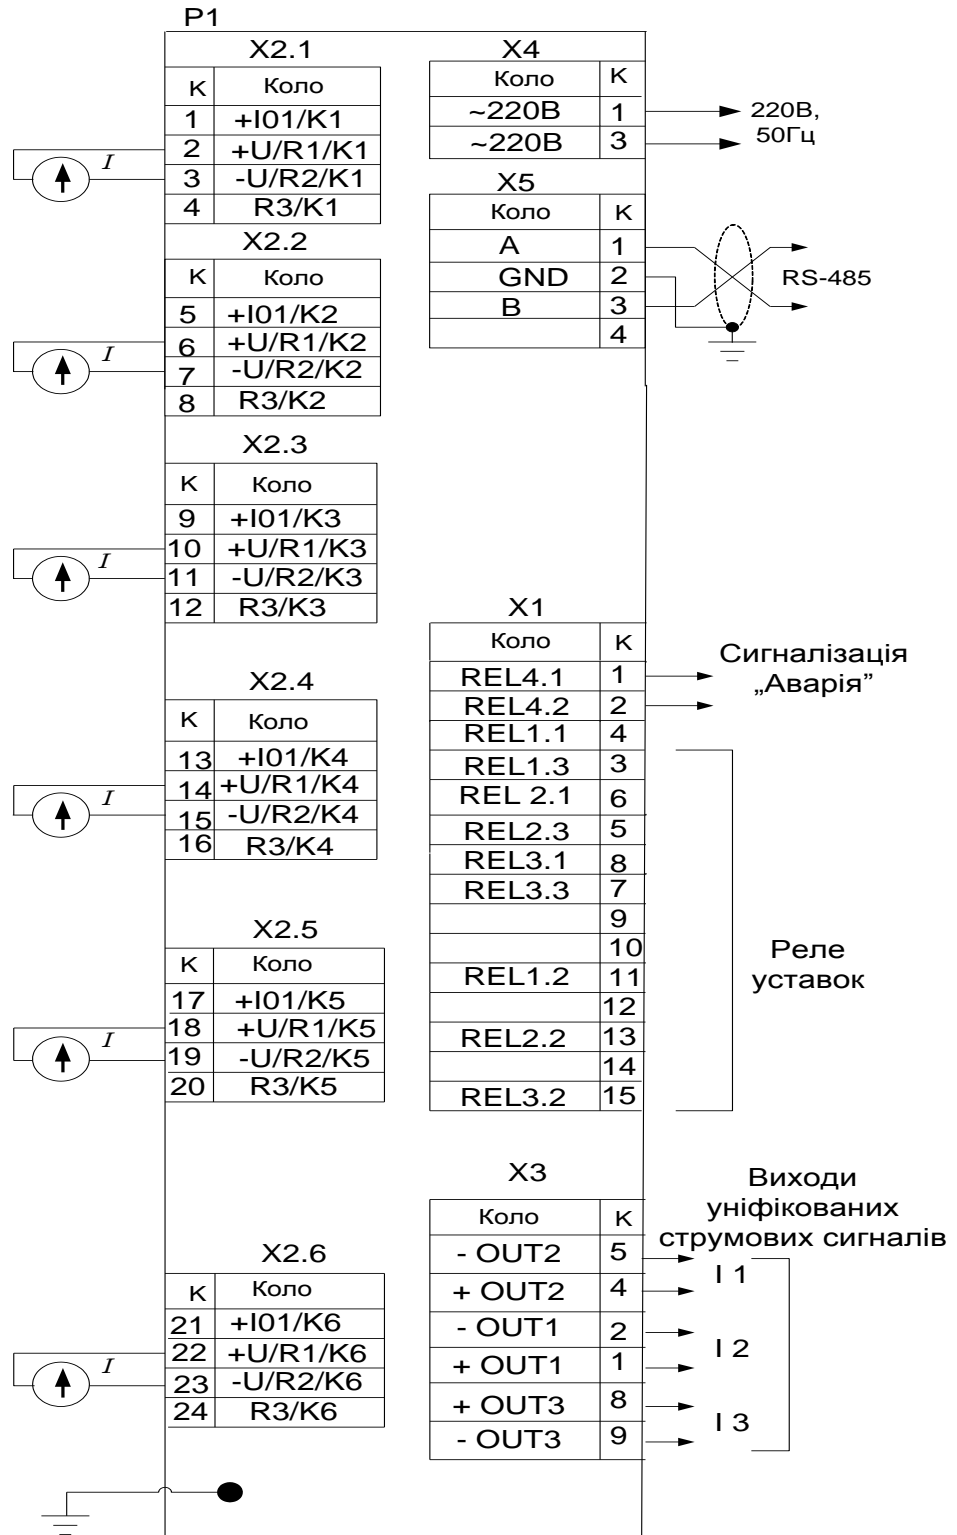 P1
X2.1
К Коло
1 +I01/K1
2 +U/R1/K1
3 -U/R2/K1
4 R3/K1
I
X2.2
К Коло
5 +I01/K2
6 +U/R1/K2
7 -U/R2/K2
8 R3/K2
I
X2.3
К Коло
9 +I01/K3
10 +U/R1/K3
11 -U/R2/K3
12 R3/K3
I
X2.4
К Коло
13 +I01/K4
14 +U/R1/K4
15 -U/R2/K4
16 R3/K4
I
X2.5
К Коло
17 +I01/K5
18 +U/R1/K5
19 -U/R2/K5
20 R3/K5
I
X2.6
К Коло
21 +I01/K6
22 +U/R1/K6
23 -U/R2/K6
24 R3/K6
I
X4
Коло К
~220В 1
~220В 3
220В,
50Гц
X5
Коло К
A 1
GND 2
B 3
4
RS-485
X1
Коло К
REL4.1 1
REL4.2 2
REL1.1 4
REL1.3 3
REL 2.1 6
REL2.3 5
REL3.1 8
REL3.3 7
9
10
REL1.2 11
12
REL2.2 13
14
REL3.2 15
Сигналізація
„Аварія”
Реле
уставок
X3
Коло К
- OUT2 5
+ OUT2 4
- OUT1 2
+ OUT1 1
+ OUT3 8
- OUT3 9
Виходи
уніфікованих
струмових сигналів
I 1
I 2
I 3